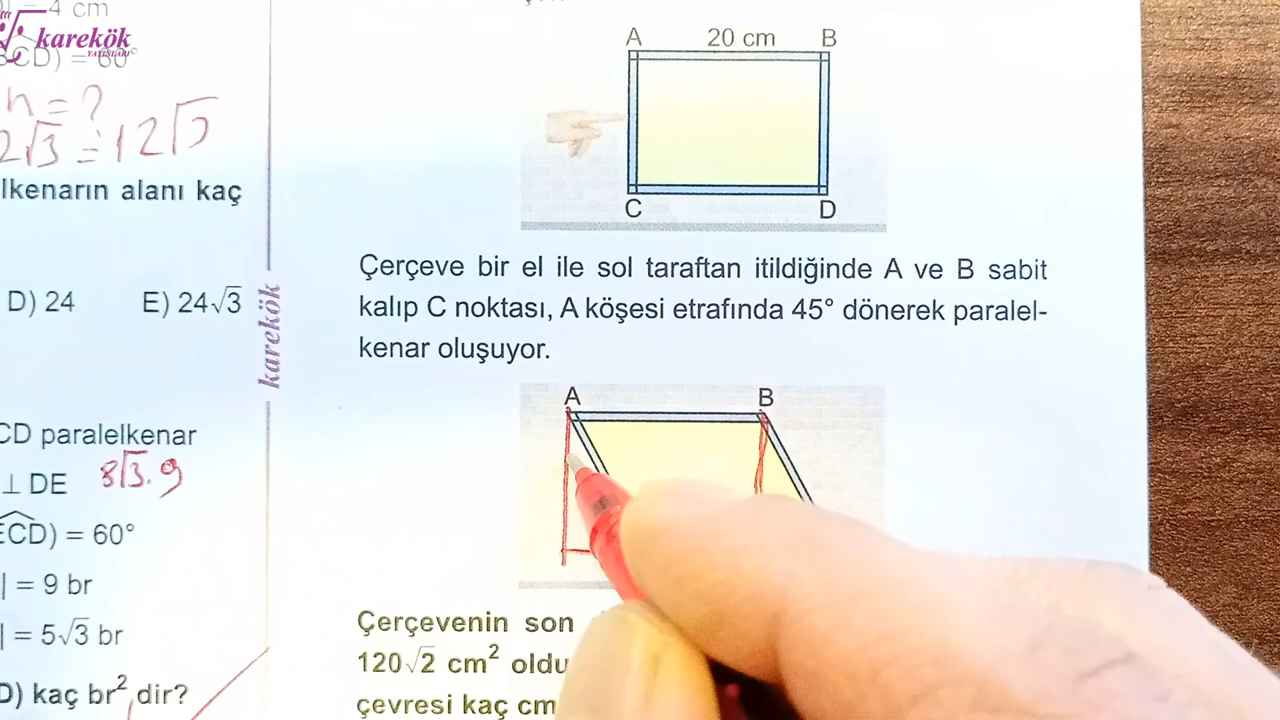 = 4 cm
karekök
YAYINLARI
CD) = 60°
h = ?
2√3 = 12√3
lkenarın alanı kaç
D) 24 E) 24√3
karekök
CD paralelkenar
⊥ DE 8√3.9
ECD) = 60°
| = 9 br
| = 5√3 br
D) kaç br² dir?
A 20 cm B
C D
Çerçeve bir el ile sol taraftan itildiğinde A ve B sabit
kalıp C noktası, A köşesi etrafında 45° dönerek paralel-
kenar oluşuyor.
A B
Çerçevenin son
120√2 cm² oldu
çevresi kaç cm